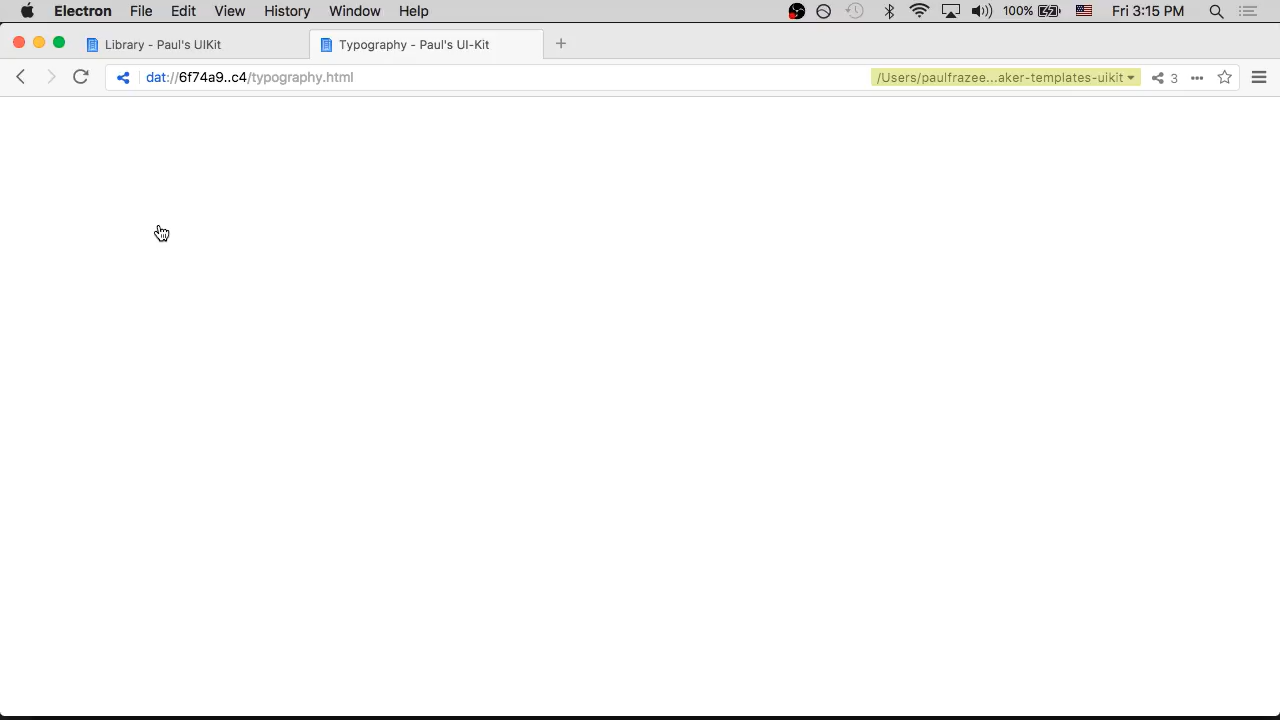 Electron File Edit View History Window Help 100% Fri 3:15 PM
Library - Paul's UIKit Typography - Paul's UI-Kit
dat://6f74a9..c4/typography.html /Users/paulfrazee...aker-templates-uikit 3